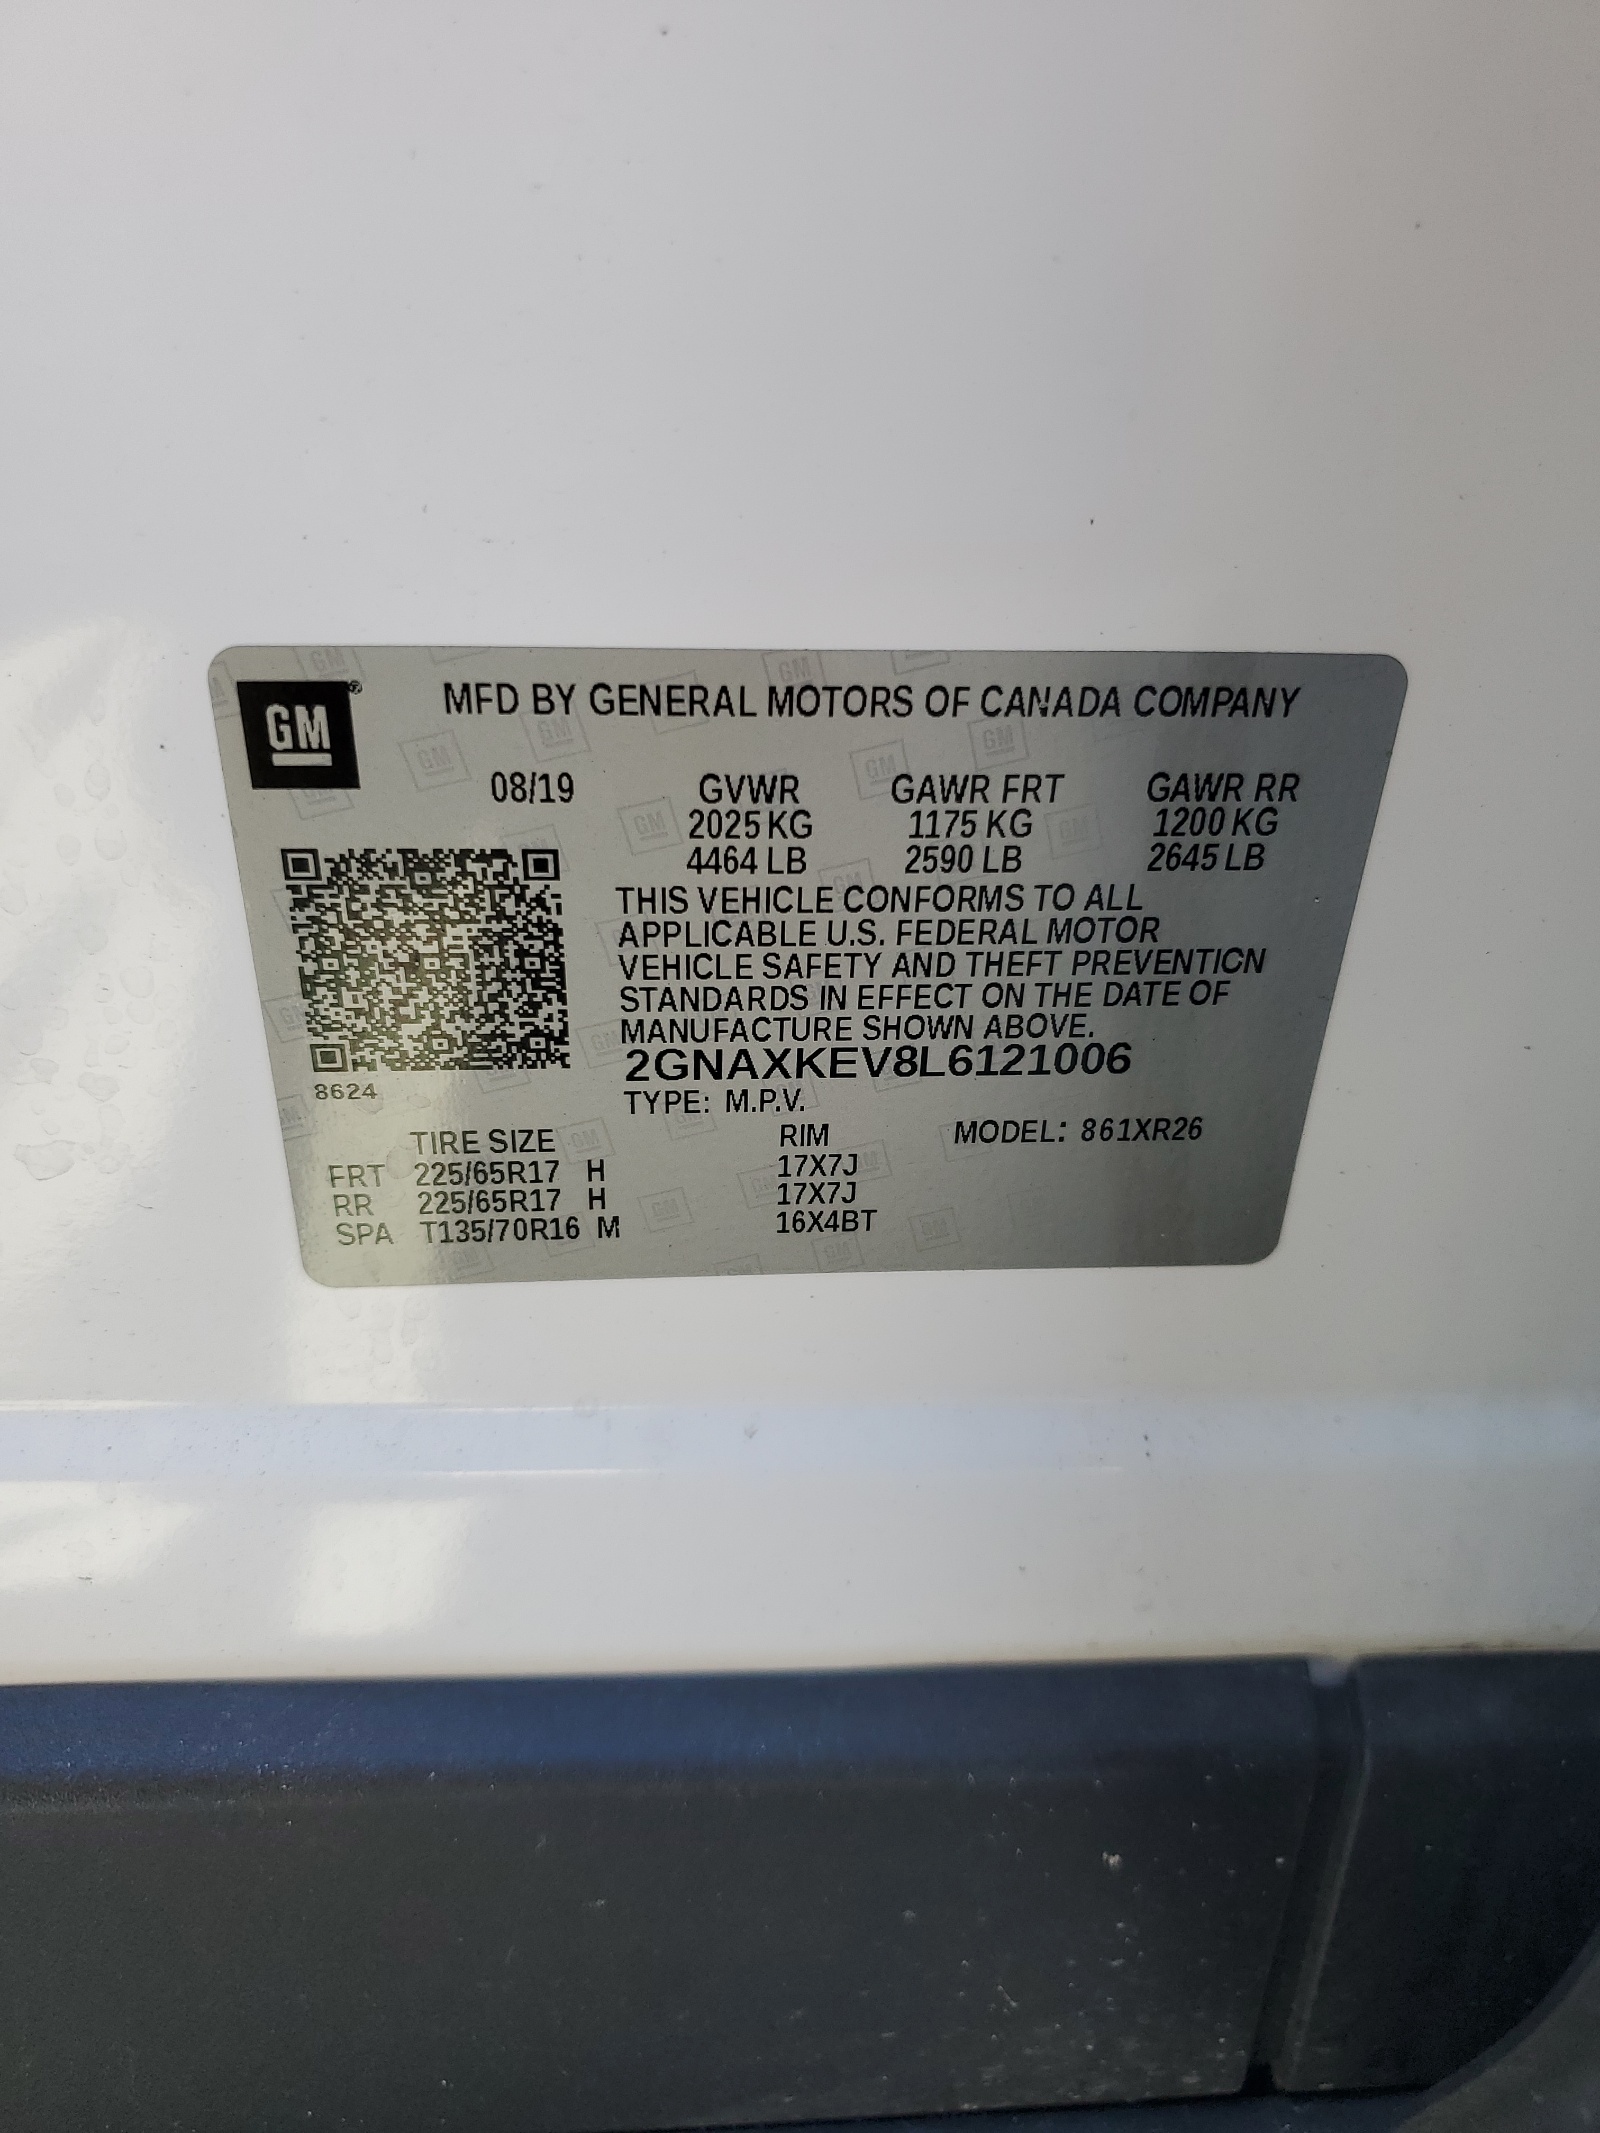 GM®
MFD BY GENERAL MOTORS OF CANADA COMPANY
08/19 GVWR GAWR FRT GAWR RR
2025 KG 1175 KG 1200 KG
4464 LB 2590 LB 2645 LB
THIS VEHICLE CONFORMS TO ALL
APPLICABLE U.S. FEDERAL MOTOR
VEHICLE SAFETY AND THEFT PREVENTION
STANDARDS IN EFFECT ON THE DATE OF
MANUFACTURE SHOWN ABOVE.
2GNAXKEV8L6121006
8624
TYPE: M.P.V.
TIRE SIZE RIM MODEL: 861XR26
FRT 225/65R17 H 17X7J
RR 225/65R17 H 17X7J
SPA T135/70R16 M 16X4BT